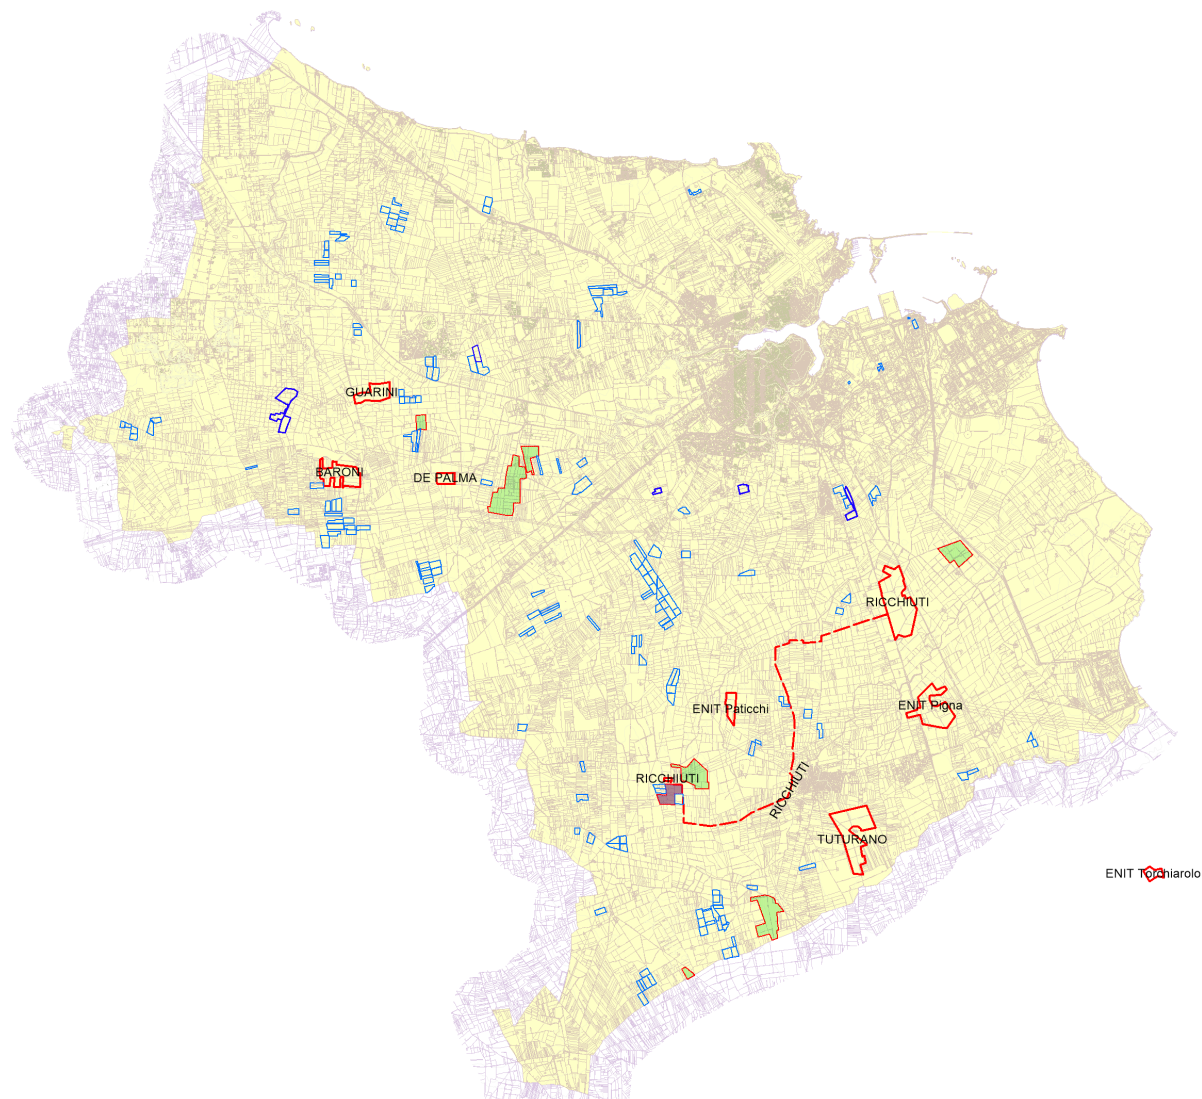 GUARINI
BARONI
DE PALMA
RICCHIUTI
ENIT Pigna
ENIT Paticchi
RICCHIUTI
RICCHIUTI
TUTURANO
ENIT Torchiarolo